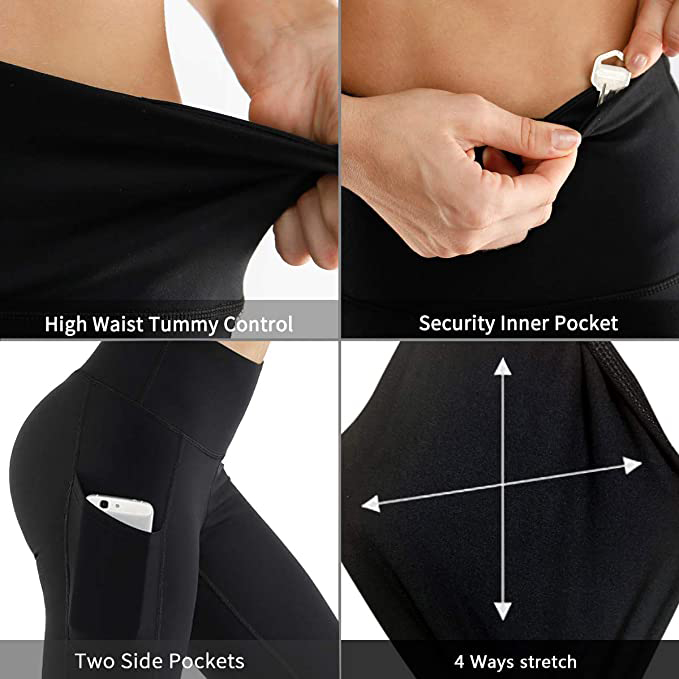 High Waist Tummy Control
Security Inner Pocket
Two Side Pockets
4 Ways stretch